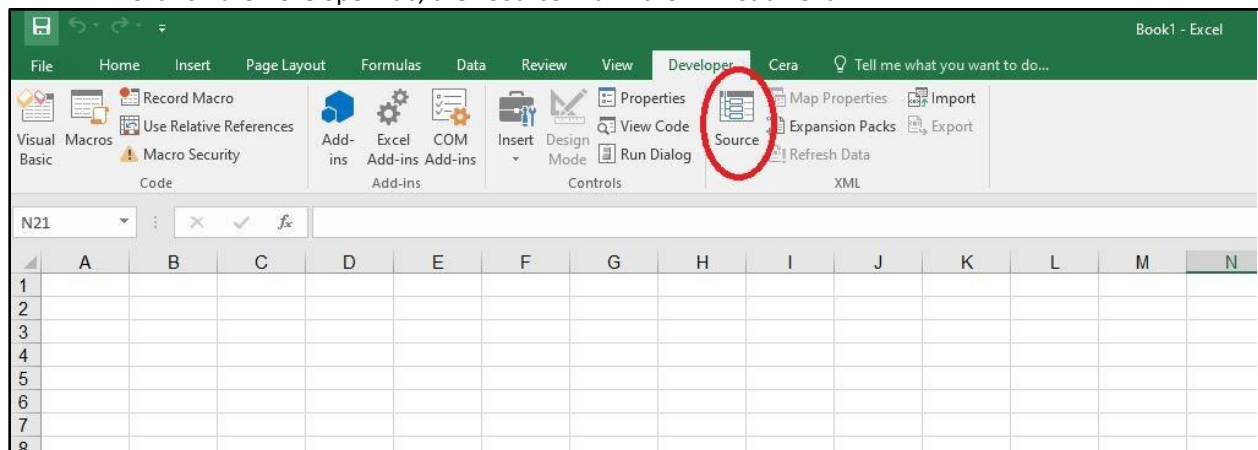 Book1 - Excel
File Home Insert Page Layout Formulas Data Review View Developer Cera Tell me what you want to do...
Visual Basic
Macros
Record Macro
Use Relative References
Macro Security
Code
Add-ins
Excel Add-ins
COM Add-ins
Add-ins
Insert
Design Mode
Properties
View Code
Run Dialog
Controls
Source
Map Properties
Expansion Packs
Refresh Data
Import
Export
XML
N21 fx
A B C D E F G H I J K L M N
1
2
3
4
5
6
7
8